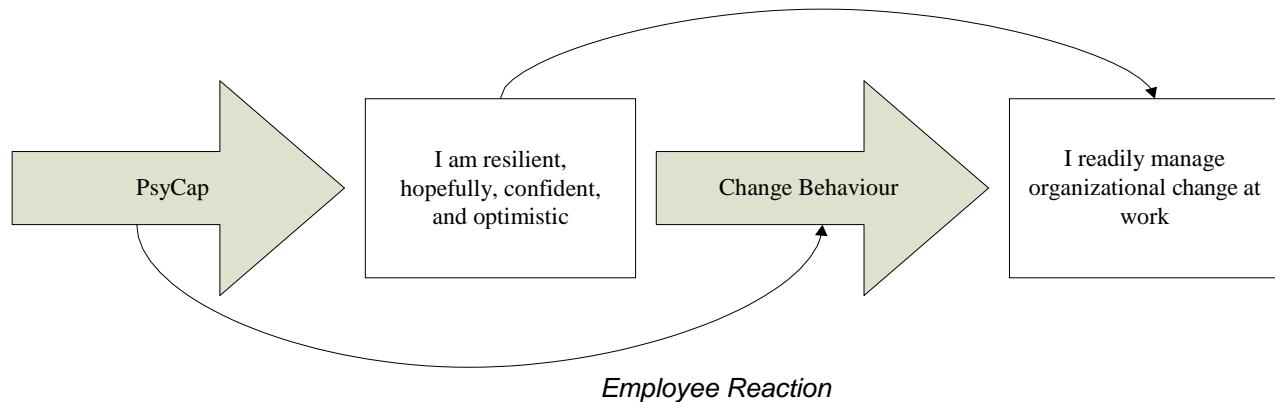 PsyCap
I am resilient,
hopefully, confident,
and optimistic
Change Behaviour
I readily manage
organizational change at
work
Employee Reaction